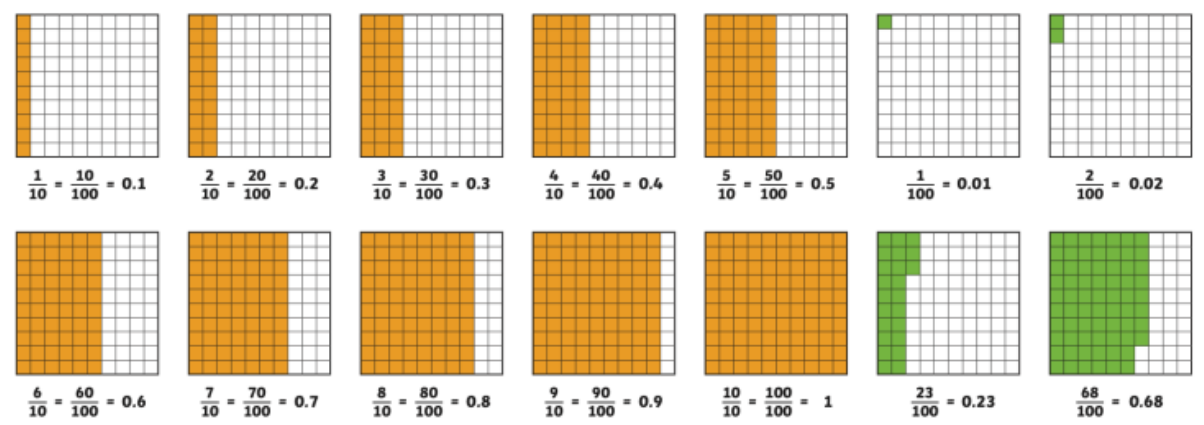 1/10 = 10/100 = 0.1 2/10 = 20/100 = 0.2 3/10 = 30/100 = 0.3 4/10 = 40/100 = 0.4 5/10 = 50/100 = 0.5 1/100 = 0.01 2/100 = 0.02
6/10 = 60/100 = 0.6 7/10 = 70/100 = 0.7 8/10 = 80/100 = 0.8 9/10 = 90/100 = 0.9 10/10 = 100/100 = 1 23/100 = 0.23 68/100 = 0.68